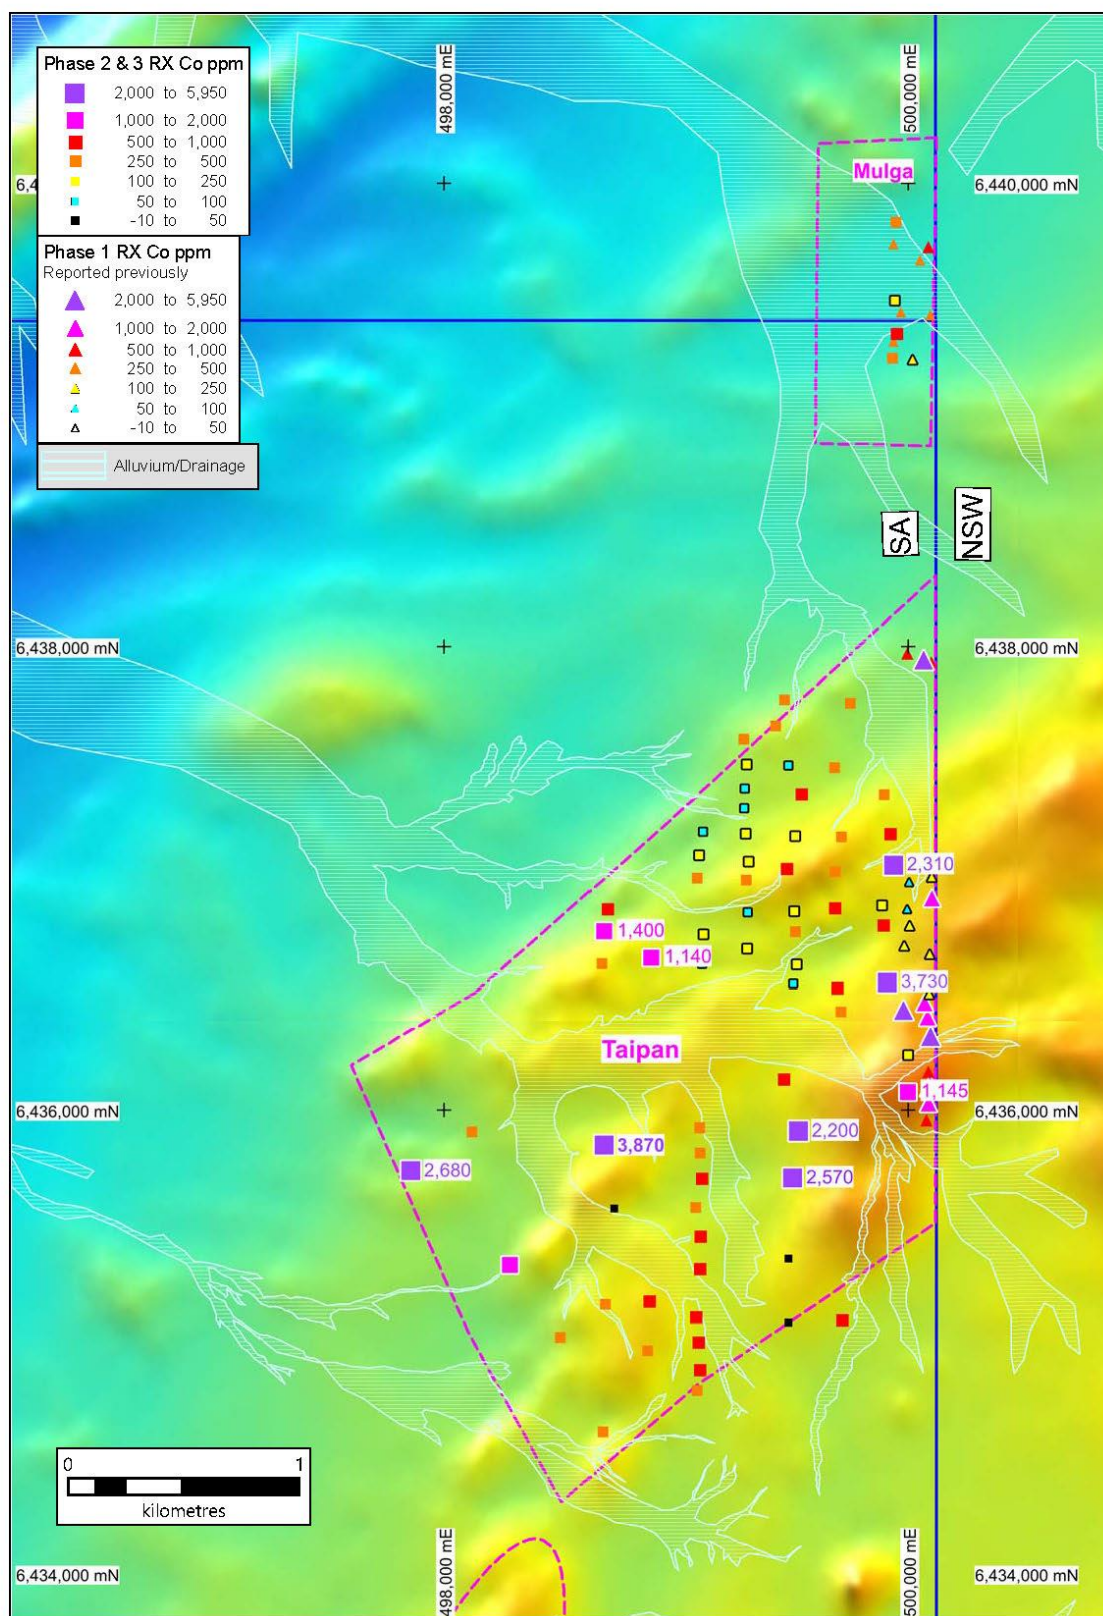 Phase 2 & 3 RX Co ppm
2,000 to 5,950
1,000 to 2,000
500 to 1,000
250 to 500
100 to 250
50 to 100
-10 to 50
Phase 1 RX Co ppm
Reported previously
2,000 to 5,950
1,000 to 2,000
500 to 1,000
250 to 500
100 to 250
50 to 100
-10 to 50
Alluvium/Drainage
498,000 mE
500,000 mE
6,4
6,440,000 mN
Mulga
SA
NSW
6,438,000 mN
6,438,000 mN
2,310
1,400
1,140
3,730
Taipan
1,145
6,436,000 mN
6,436,000 mN
2,200
3,870
2,680
2,570
0 1
kilometres
498,000 mE
500,000 mE
6,434,000 mN
6,434,000 mN